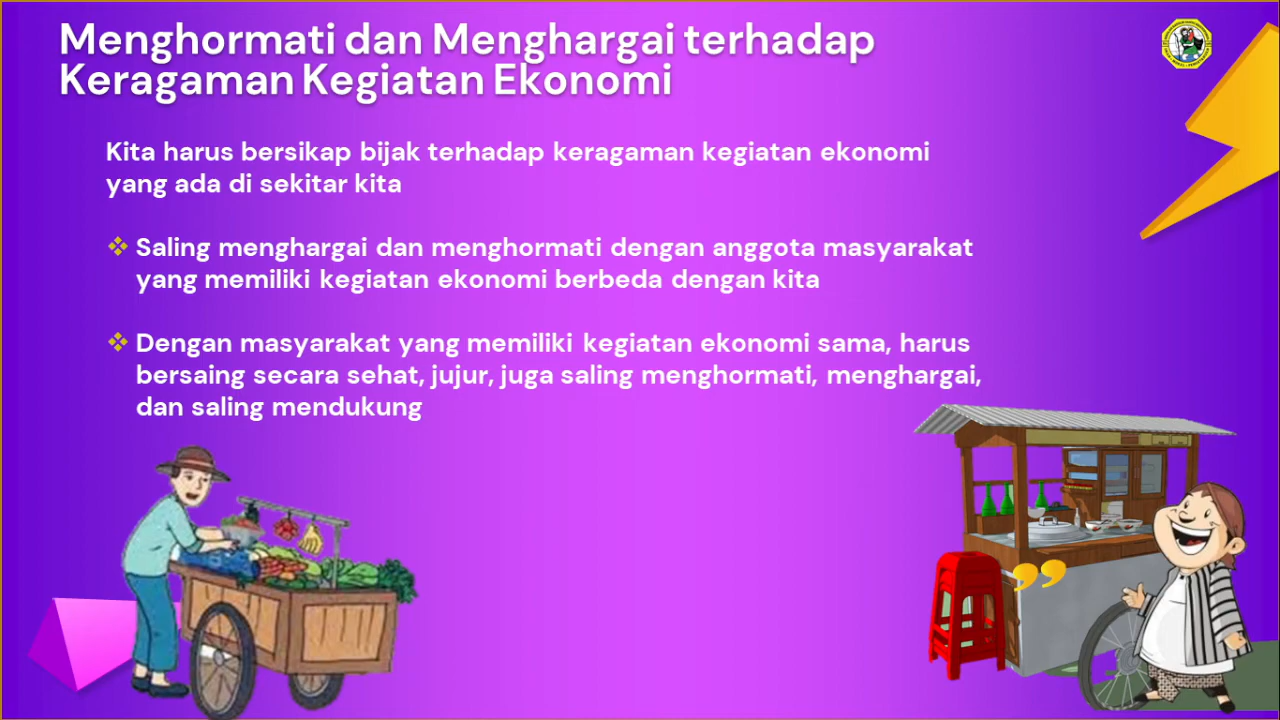 Menghormati dan Menghargai terhadap
Keragaman Kegiatan Ekonomi
Kita harus bersikap bijak terhadap keragaman kegiatan ekonomi
yang ada di sekitar kita
❖ Saling menghargai dan menghormati dengan anggota masyarakat
yang memiliki kegiatan ekonomi berbeda dengan kita
❖ Dengan masyarakat yang memiliki kegiatan ekonomi sama, harus
bersaing secara sehat, jujur, juga saling menghormati, menghargai,
dan saling mendukung